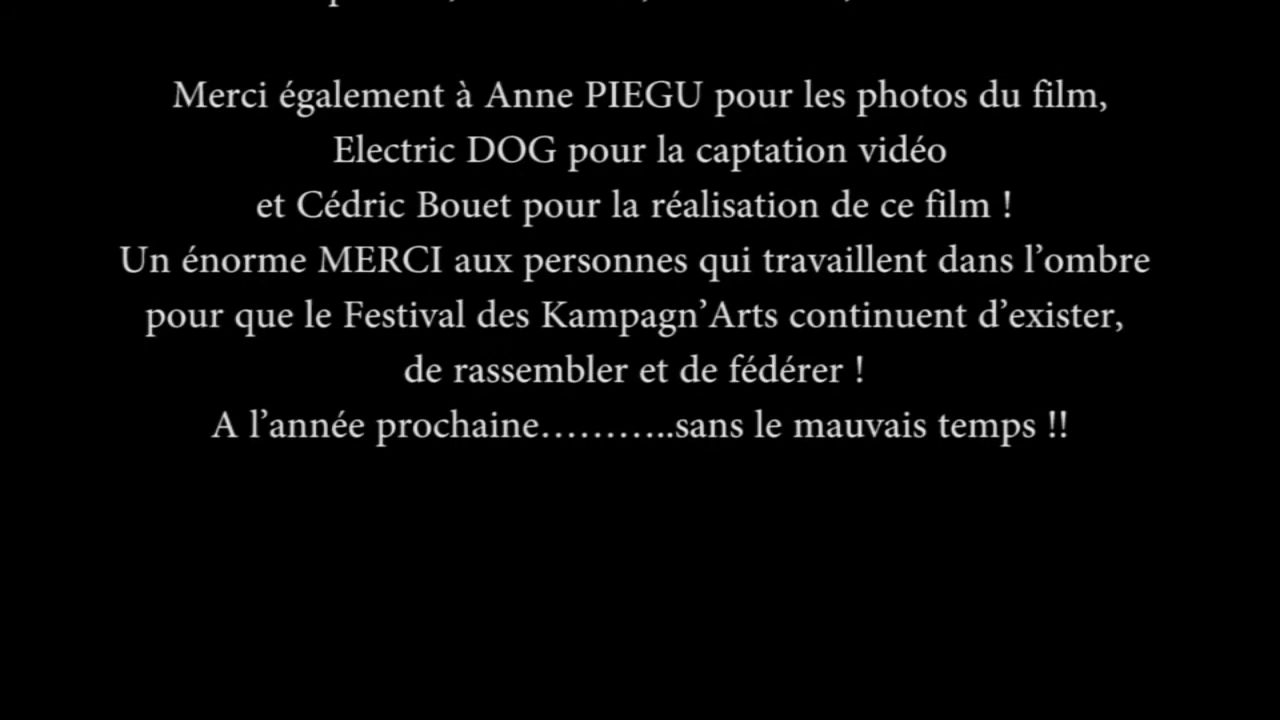 Merci également à Anne PIEGU pour les photos du film,
Electric DOG pour la captation vidéo
et Cédric Bouet pour la réalisation de ce film !
Un énorme MERCI aux personnes qui travaillent dans l’ombre
pour que le Festival des Kampagn’Arts continuent d’exister,
de rassembler et de fédérer !
A l’année prochaine………..sans le mauvais temps !!